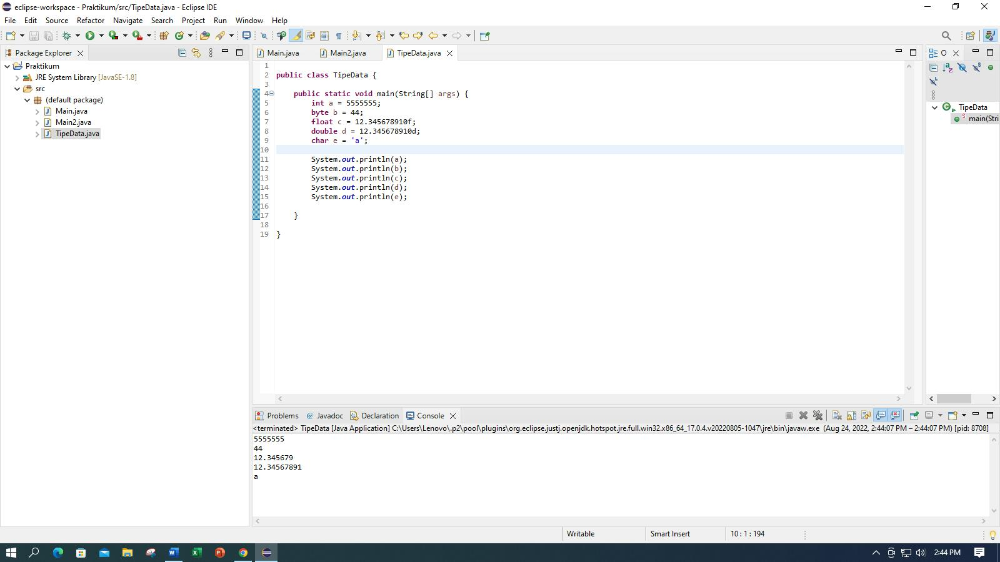 eclipse-workspace - Praktikum/src/TipeData.java - Eclipse IDE
File Edit Source Refactor Navigate Search Project Run Window Help
Package Explorer
Praktikum
JRE System Library [JavaSE-1.8]
src
(default package)
Main.java
Main2.java
TipeData.java
Main.java Main2.java TipeData.java
1
2 public class TipeData {
3
4 public static void main(String[] args) {
5 int a = 5555555;
6 byte b = 44;
7 float c = 12.345678910f;
8 double d = 12.345678910d;
9 char e = 'a';
10
11 System.out.println(a);
12 System.out.println(b);
13 System.out.println(c);
14 System.out.println(d);
15 System.out.println(e);
16
17 }
18
19 }
O
TipeData
main(Stri
Problems @ Javadoc Declaration Console
<terminated> TipeData [Java Application] C:\Users\Lenovo\.p2\pool\plugins\org.eclipse.justj.openjdk.hotspot.jre.full.win32.x86_64_17.0.4.v20220805-1047\jre\bin\javaw.exe (Aug 24, 2022, 2:44:07 PM – 2:44:07 PM) [pid: 8708]
5555555
44
12.345679
12.34567891
a
Writable Smart Insert 10 : 1 : 194
2:44 PM